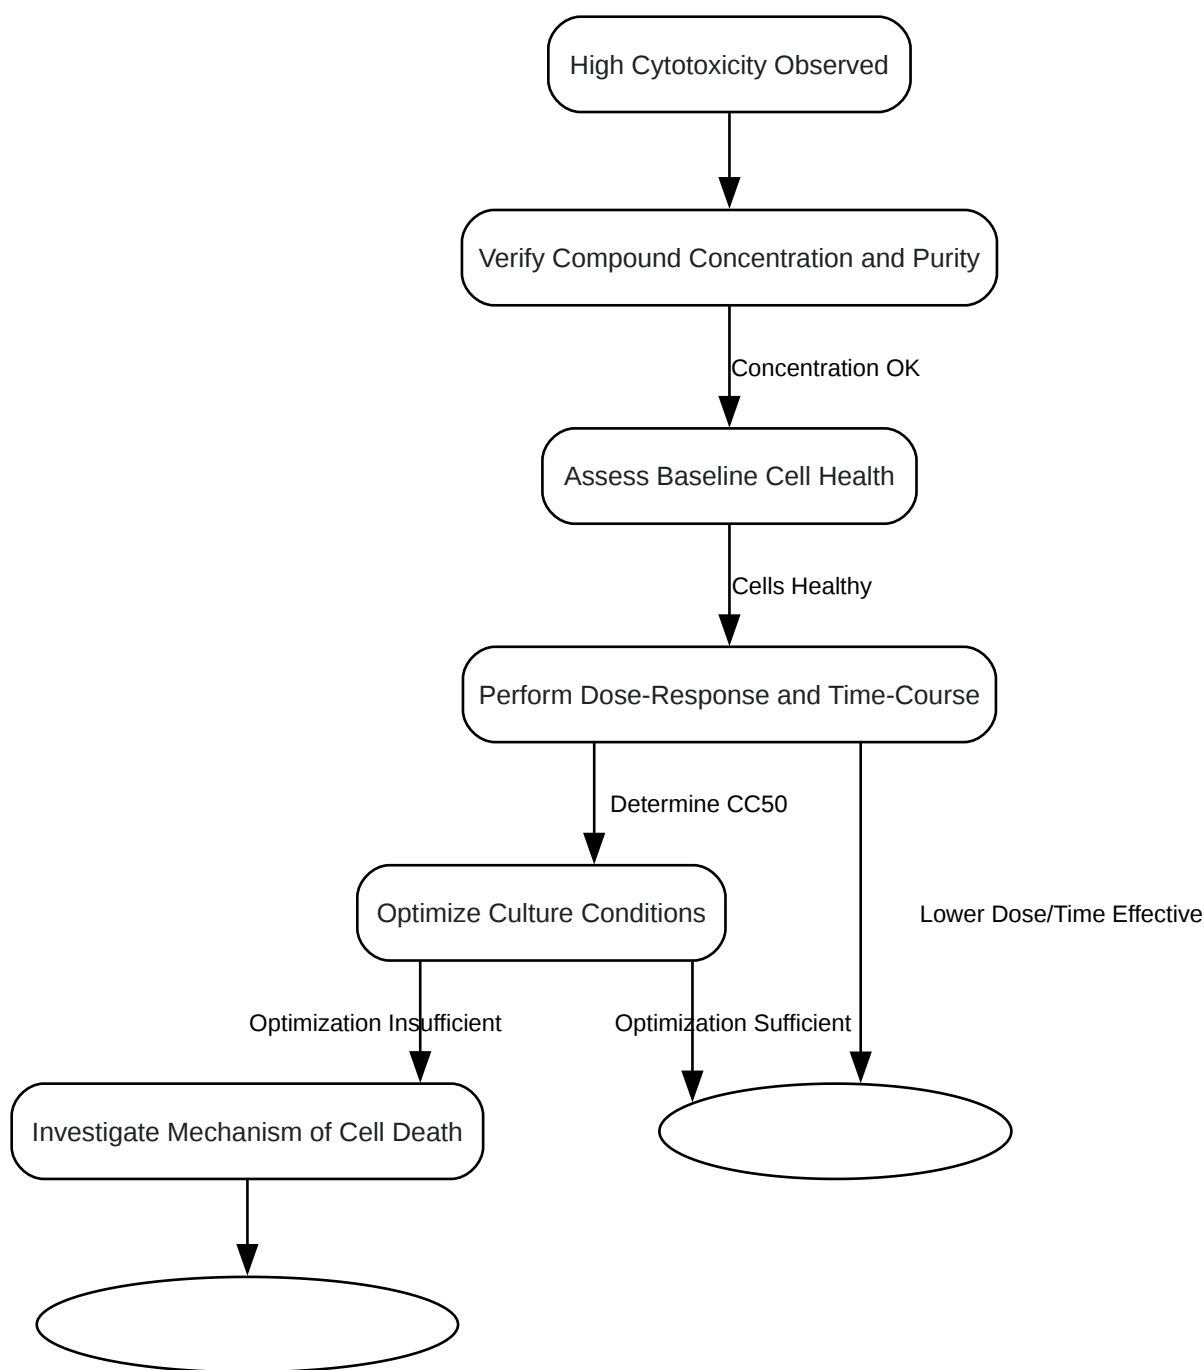 High Cytotoxicity Observed
Verify Compound Concentration and Purity
Concentration OK
Assess Baseline Cell Health
Cells Healthy
Perform Dose-Response and Time-Course
Determine CC50
Optimize Culture Conditions
Lower Dose/Time Effective
Optimization Insufficient
Optimization Sufficient
Investigate Mechanism of Cell Death